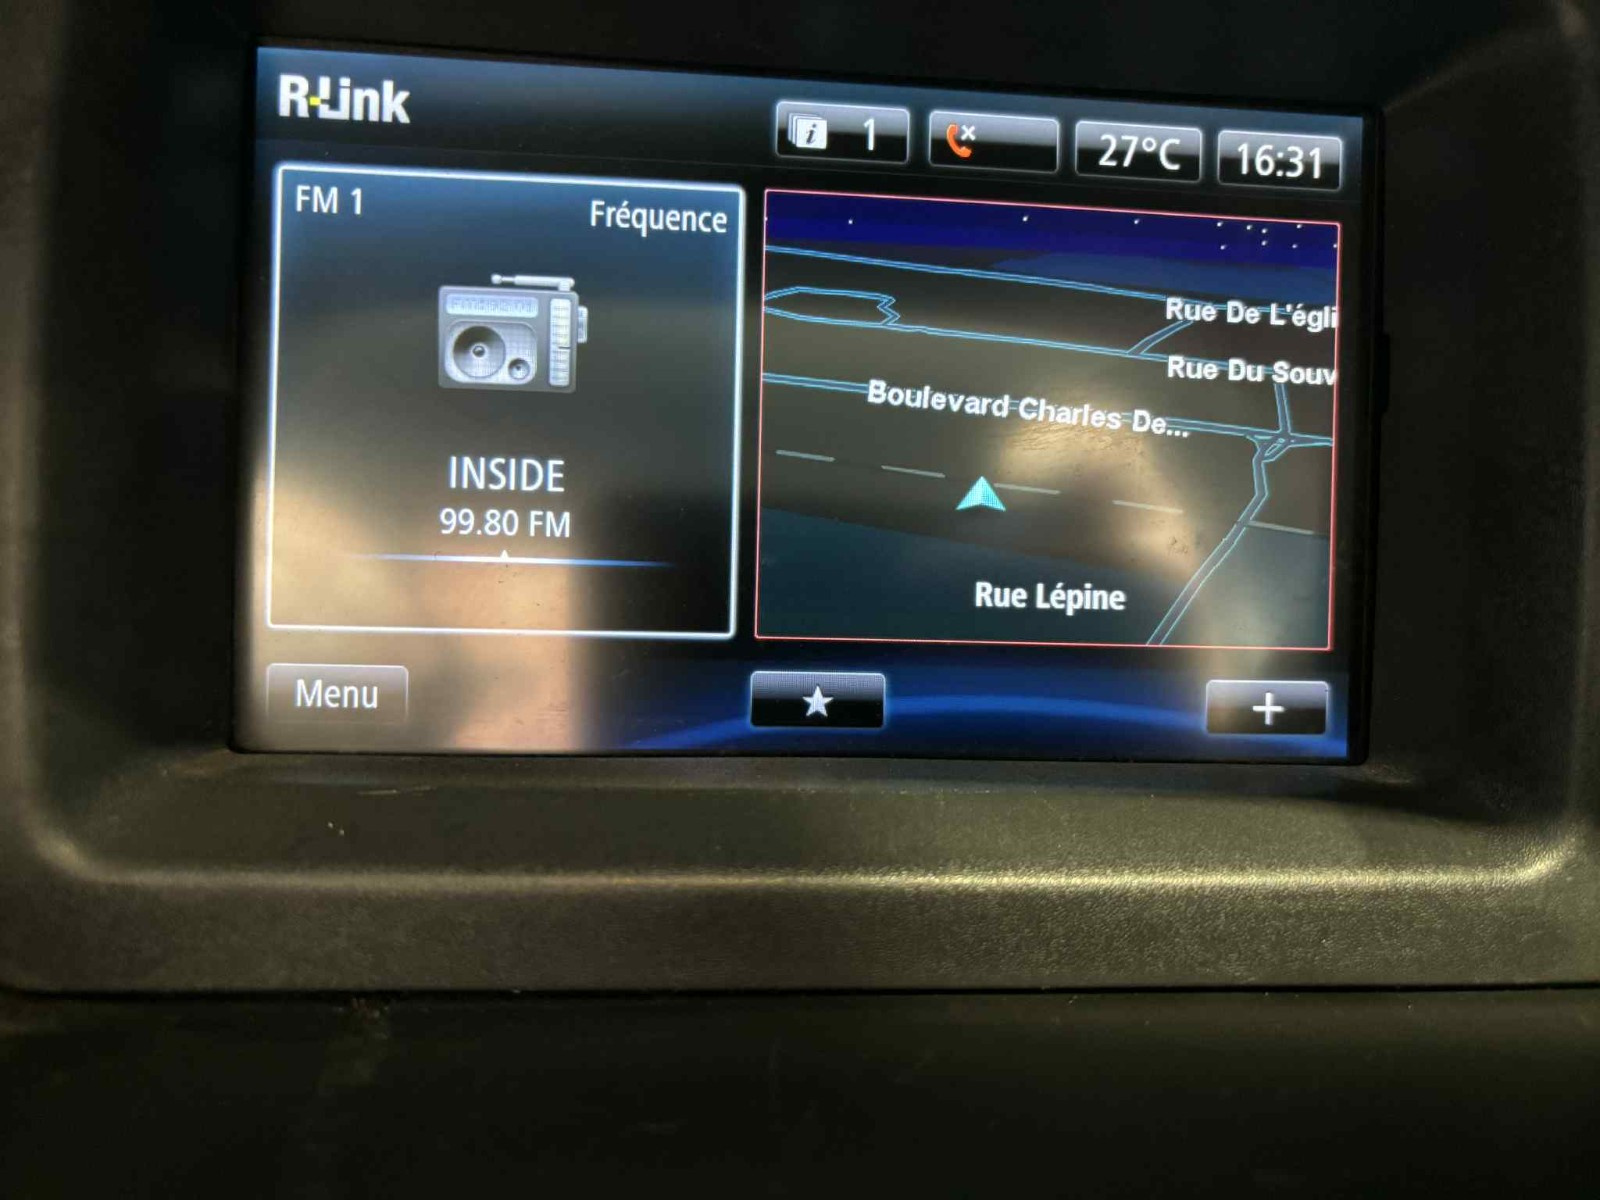 R-Link
i 1
27°C
16:31
FM 1
Fréquence
INSIDE
99.80 FM
Rue De L'égli
Rue Du Souv
Boulevard Charles De...
Rue Lépine
Menu
+